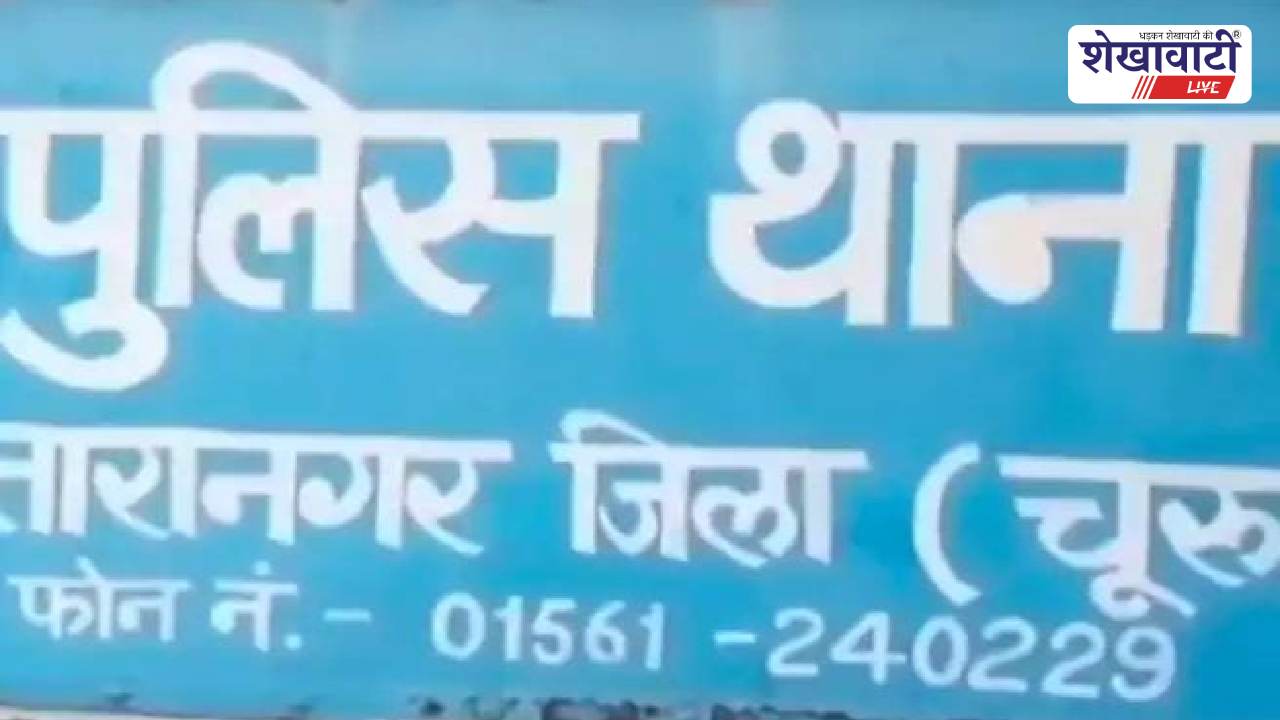 धड़कन शेखावाटी की
शेखावाटी®
LIVE
पुलिस थाना
तारानगर जिला (चूरू
फोन नं.- 01561-240229